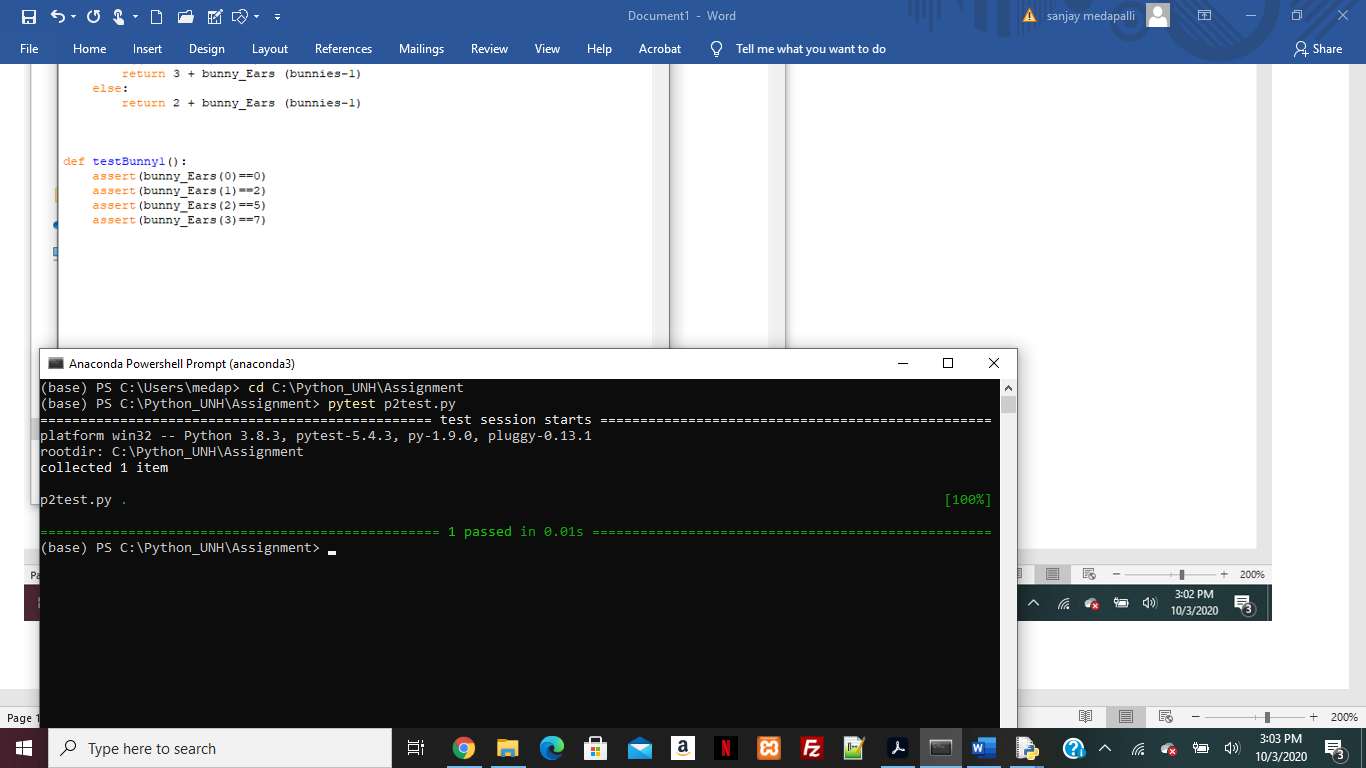 Document1 - Word
sanjay medapalli
File Home Insert Design Layout References Mailings Review View Help Acrobat Tell me what you want to do Share
return 3 + bunny_Ears (bunnies-1)
else:
return 2 + bunny_Ears (bunnies-1)
def testBunny1():
assert(bunny_Ears(0)==0)
assert(bunny_Ears(1)==2)
assert(bunny_Ears(2)==5)
assert(bunny_Ears(3)==7)
Anaconda Powershell Prompt (anaconda3)
(base) PS C:\Users\medap> cd C:\Python_UNH\Assignment
(base) PS C:\Python_UNH\Assignment> pytest p2test.py
================================================= test session starts =================================================
platform win32 -- Python 3.8.3, pytest-5.4.3, py-1.9.0, pluggy-0.13.1
rootdir: C:\Python_UNH\Assignment
collected 1 item
p2test.py . [100%]
================================================== 1 passed in 0.01s ==================================================
(base) PS C:\Python_UNH\Assignment>
200%
3:02 PM
10/3/2020
3
Page 1
200%
Type here to search
3:03 PM
10/3/2020
3